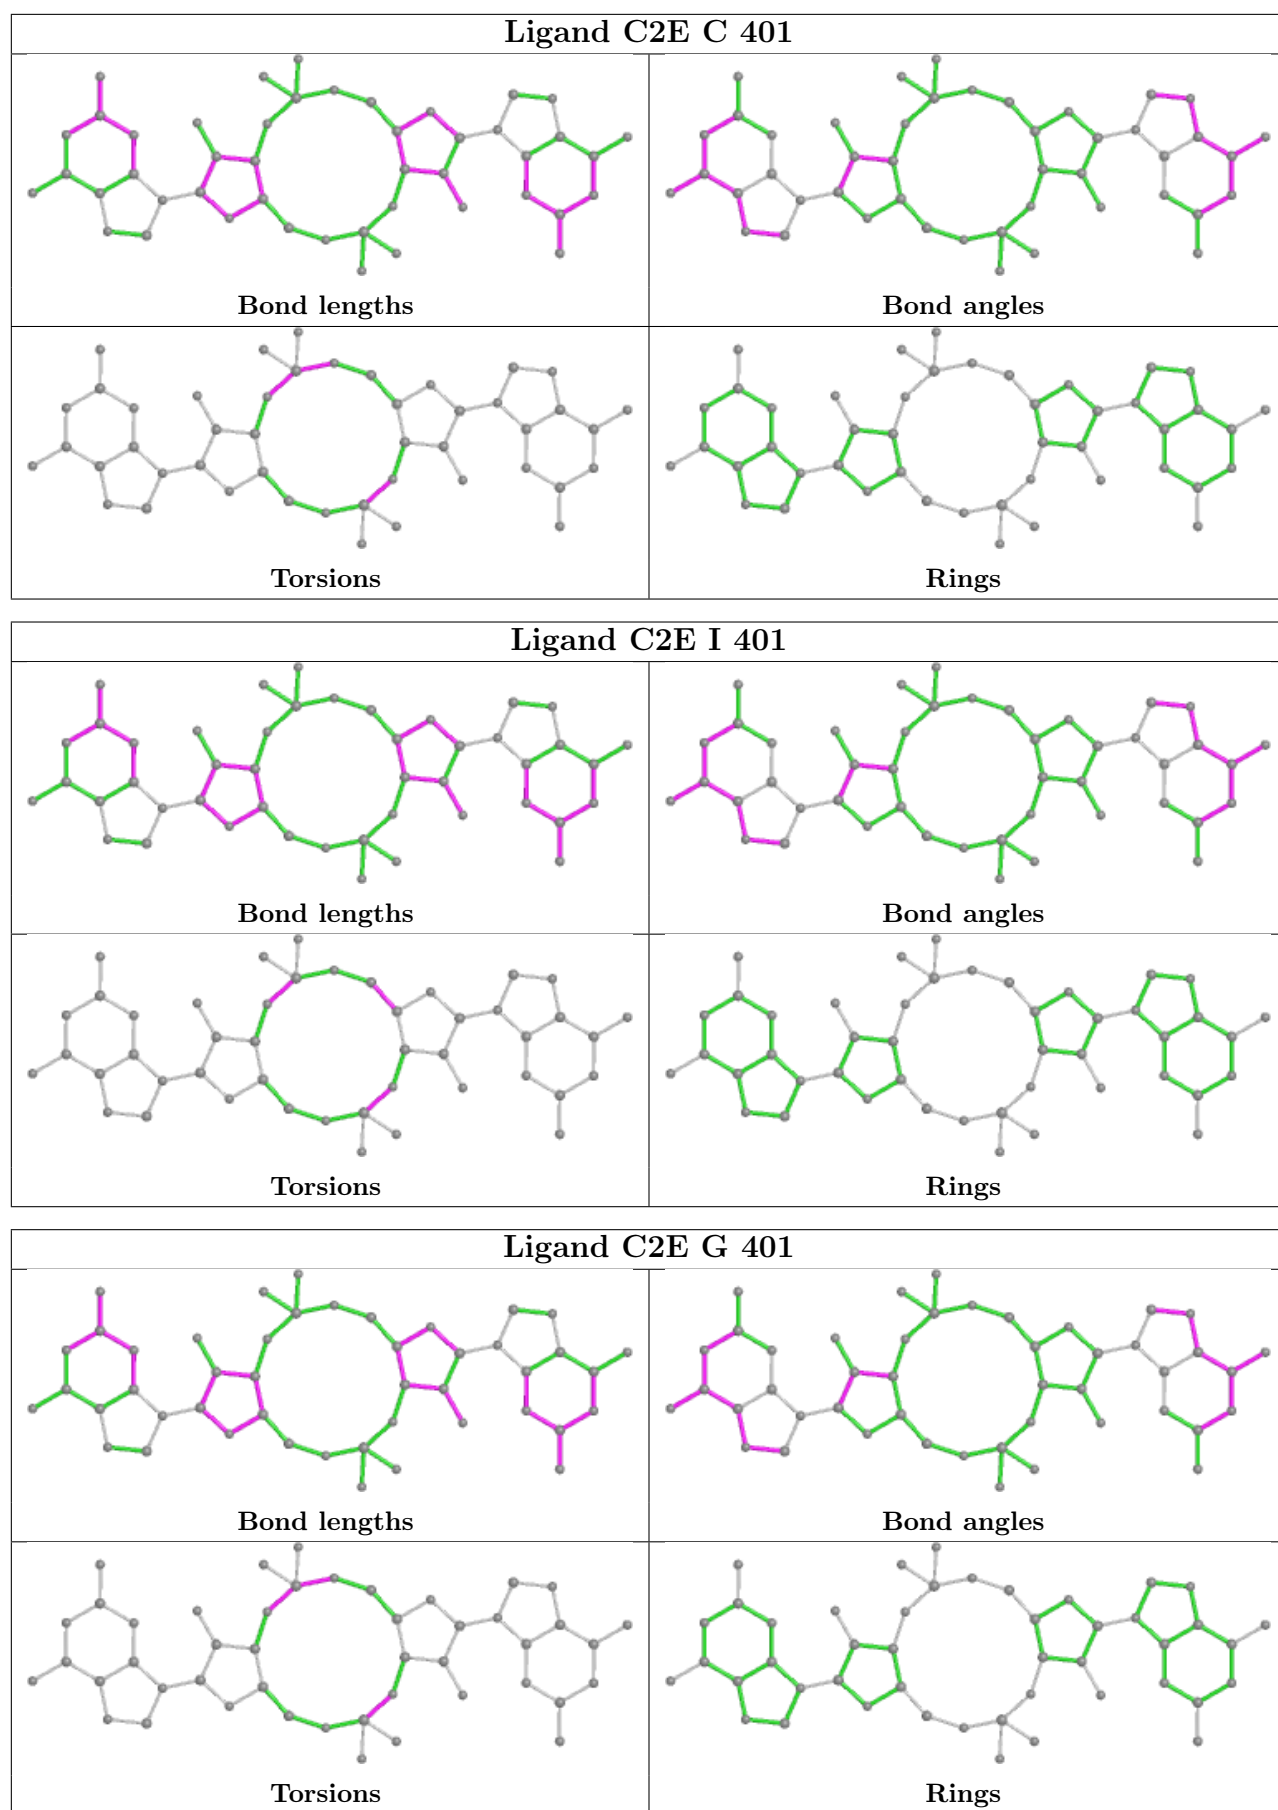 Ligand C2E C 401
Bond lengths
Bond angles
Torsions
Rings
Ligand C2E I 401
Bond lengths
Bond angles
Torsions
Rings
Ligand C2E G 401
Bond lengths
Bond angles
Torsions
Rings